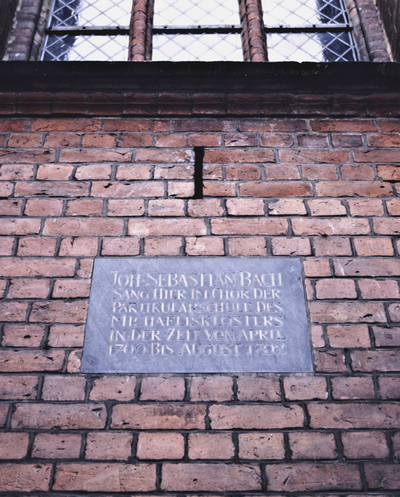 JOH·SEBASTIAN BACH
SANG HIER IM CHOR DER
PARTIKULARSCHULE DES
MICHAELISKLOSTERS
IN DER ZEIT VON APRIL
1700 BIS AUGUST 1702